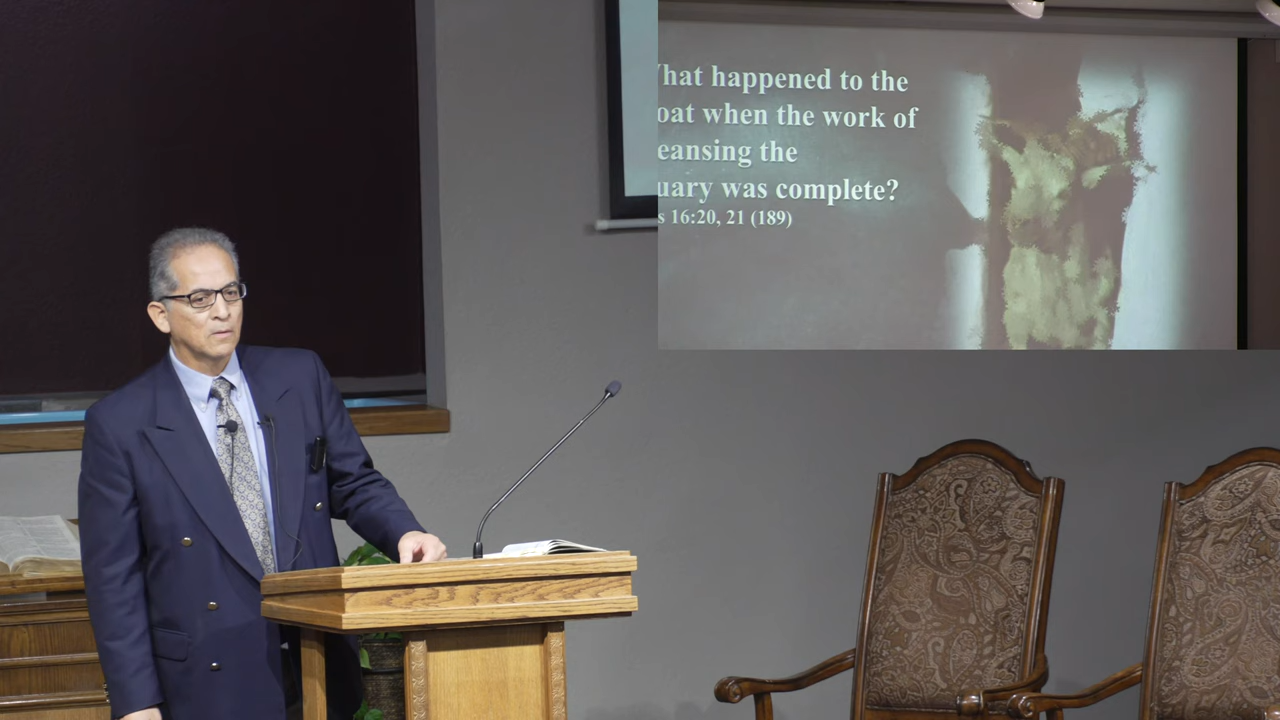 hat happened to the
oat when the work of
eansing the
uary was complete?
s 16:20, 21 (189)